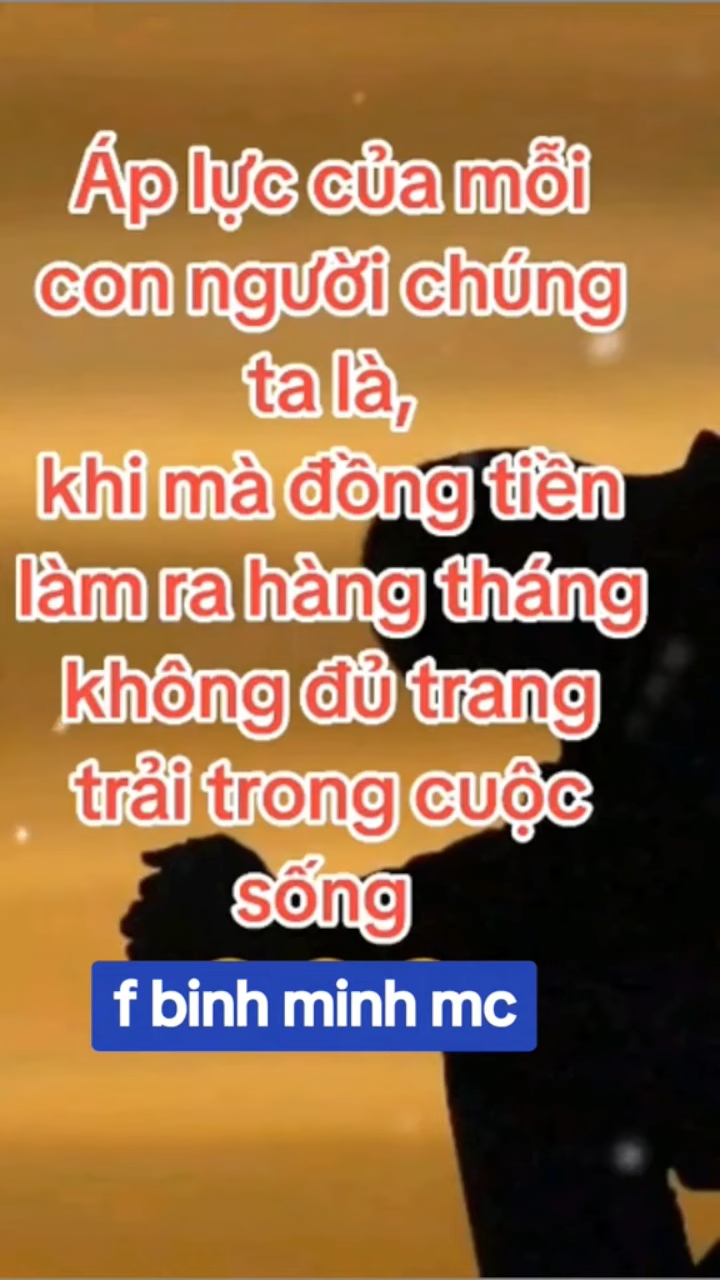 Áp lực của mỗi
con người chúng
ta là,
khi mà đồng tiền
làm ra hàng tháng
không đủ trang
trải trong cuộc
sống
f binh minh mc